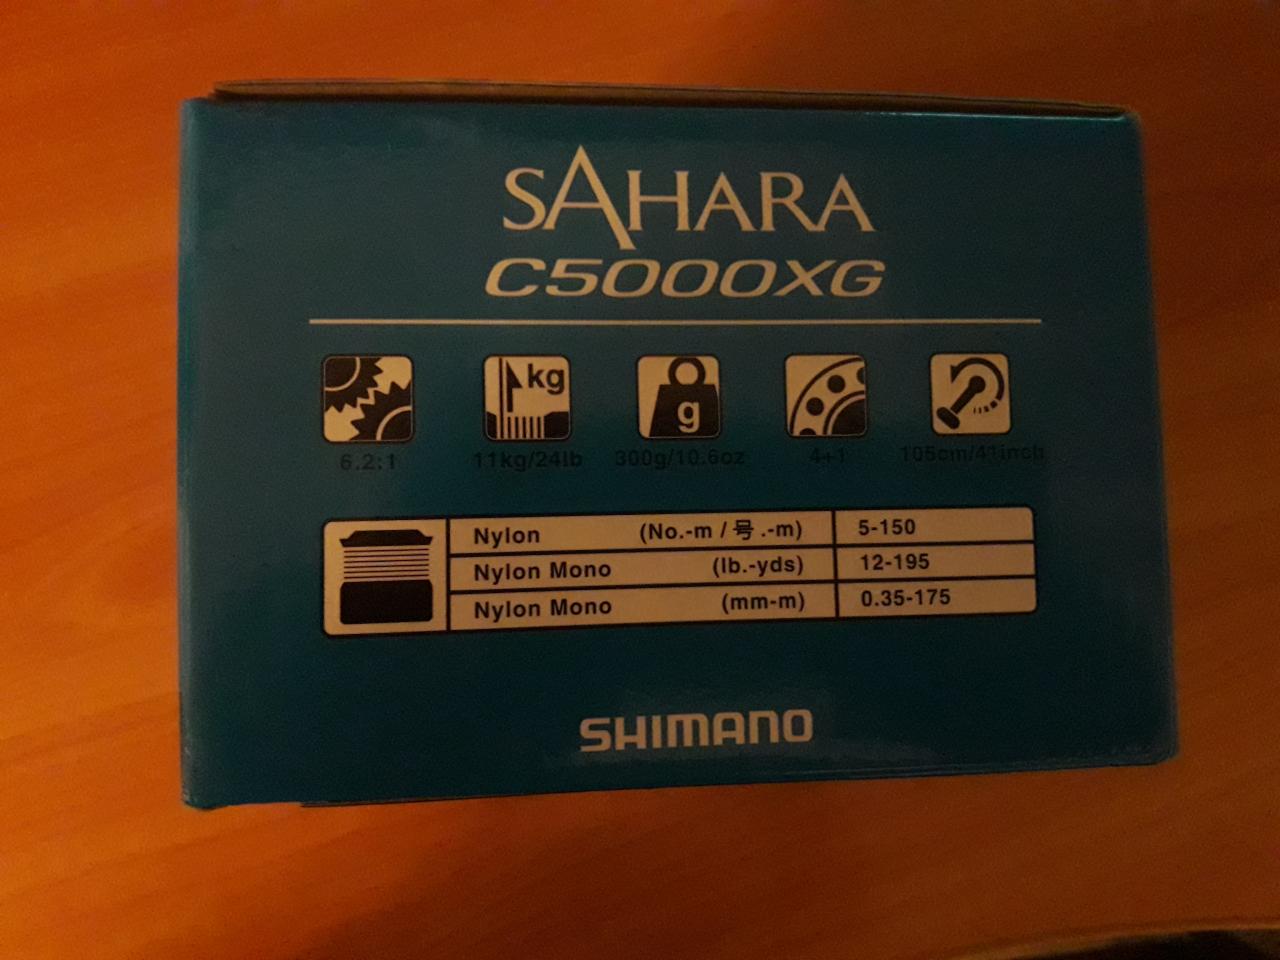 SAHARA
C5000XG
kg
g
6.2:1 11kg/24lb 300g/10.6oz 4+1 105cm/41inch
Nylon (No.-m / 号.-m) 5-150
Nylon Mono (lb.-yds) 12-195
Nylon Mono (mm-m) 0.35-175
SHIMANO